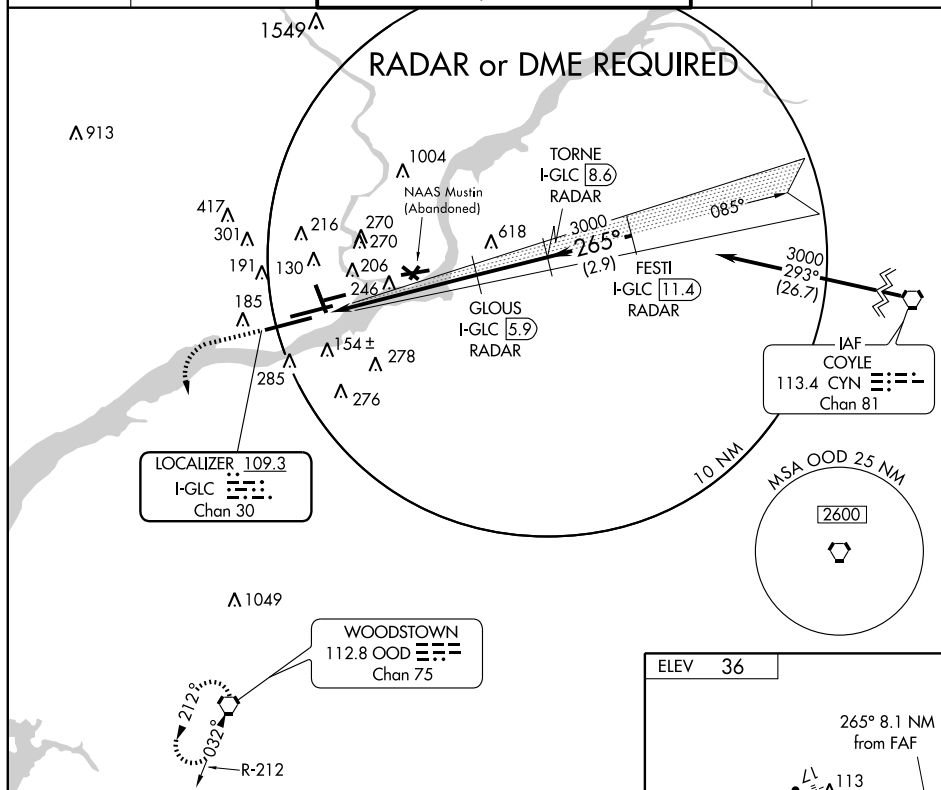 1549
RADAR or DME REQUIRED
913
1004
TORNE
I-GLC 8.6
RADAR
NAAS Mustin
(Abandoned)
417
301
216
270
270
618
3000
085°
265°
(2.9)
191
130
206
246
FESTI
I-GLC 11.4
RADAR
3000
293°
(26.7)
185
GLOUS
I-GLC 5.9
RADAR
154 ±
278
285
276
IAF
COYLE
113.4 CYN
Chan 81
LOCALIZER 109.3
I-GLC
Chan 30
10 NM
MSA OOD 25 NM
2600
1049
WOODSTOWN
112.8 OOD
Chan 75
212°
032°
R-212
ELEV 36
265° 8.1 NM
from FAF
17
113